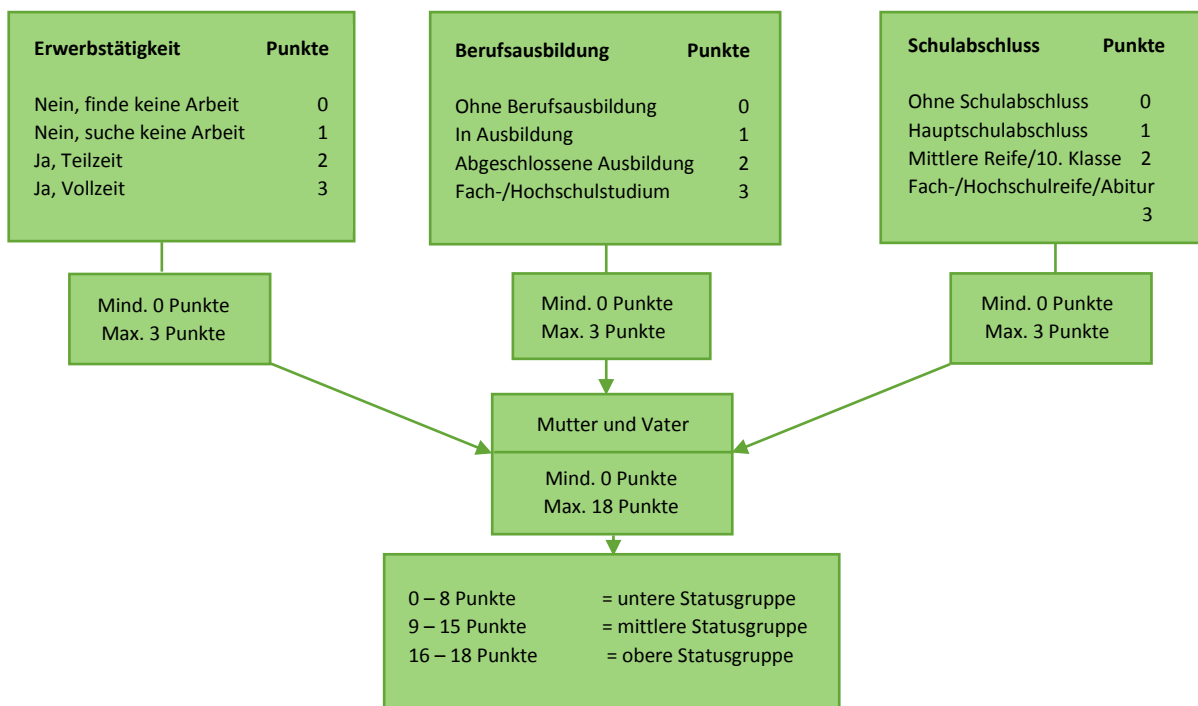 Erwerbstätigkeit Punkte
Nein, finde keine Arbeit 0
Nein, suche keine Arbeit 1
Ja, Teilzeit 2
Ja, Vollzeit 3
Mind. 0 Punkte
Max. 3 Punkte
Berufsausbildung Punkte
Ohne Berufsausbildung 0
In Ausbildung 1
Abgeschlossene Ausbildung 2
Fach-/Hochschulstudium 3
Mind. 0 Punkte
Max. 3 Punkte
Schulabschluss Punkte
Ohne Schulabschluss 0
Hauptschulabschluss 1
Mittlere Reife/10. Klasse 2
Fach-/Hochschulreife/Abitur
3
Mind. 0 Punkte
Max. 3 Punkte
Mutter und Vater
Mind. 0 Punkte
Max. 18 Punkte
0 – 8 Punkte = untere Statusgruppe
9 – 15 Punkte = mittlere Statusgruppe
16 – 18 Punkte = obere Statusgruppe